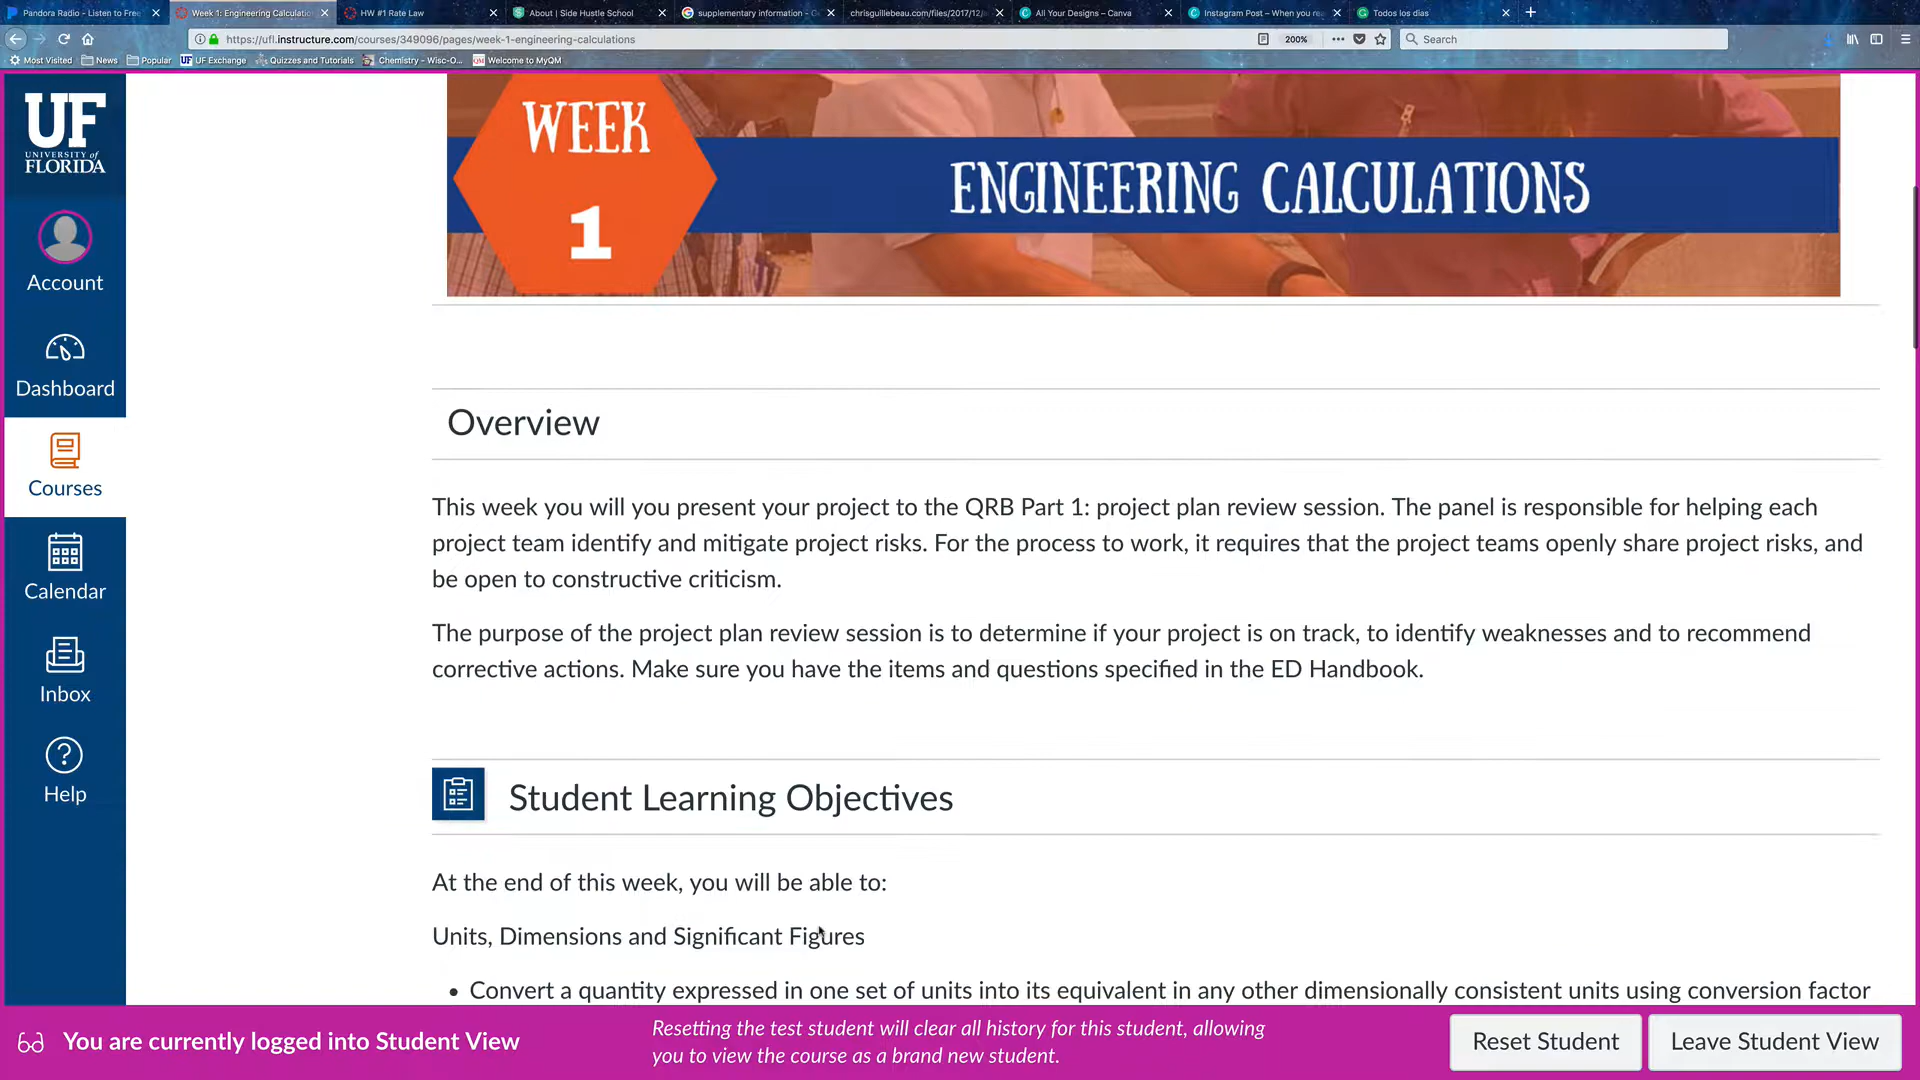 Pandora Radio - Listen to Free
Week 1: Engineering Calculatio
HW #1 Rate Law
About | Side Hustle School
supplementary information - G
chrisguillebeau.com/files/2017/12/
All Your Designs – Canva
Instagram Post – When you re
Todos los dias
https://ufl.instructure.com/courses/349096/pages/week-1-engineering-calculations
200%
Search
Most Visited
News
Popular
UF Exchange
Quizzes and Tutorials
Chemistry - Wisc-O...
QM Welcome to MyQM
UF
UNIVERSITY of
FLORIDA
Account
Dashboard
Courses
Calendar
Inbox
Help
WEEK
1
ENGINEERING CALCULATIONS
Overview
This week you will you present your project to the QRB Part 1: project plan review session. The panel is responsible for helping each
project team identify and mitigate project risks. For the process to work, it requires that the project teams openly share project risks, and
be open to constructive criticism.
The purpose of the project plan review session is to determine if your project is on track, to identify weaknesses and to recommend
corrective actions. Make sure you have the items and questions specified in the ED Handbook.
Student Learning Objectives
At the end of this week, you will be able to:
Units, Dimensions and Significant Figures
• Convert a quantity expressed in one set of units into its equivalent in any other dimensionally consistent units using conversion factor
You are currently logged into Student View
Resetting the test student will clear all history for this student, allowing
you to view the course as a brand new student.
Reset Student
Leave Student View